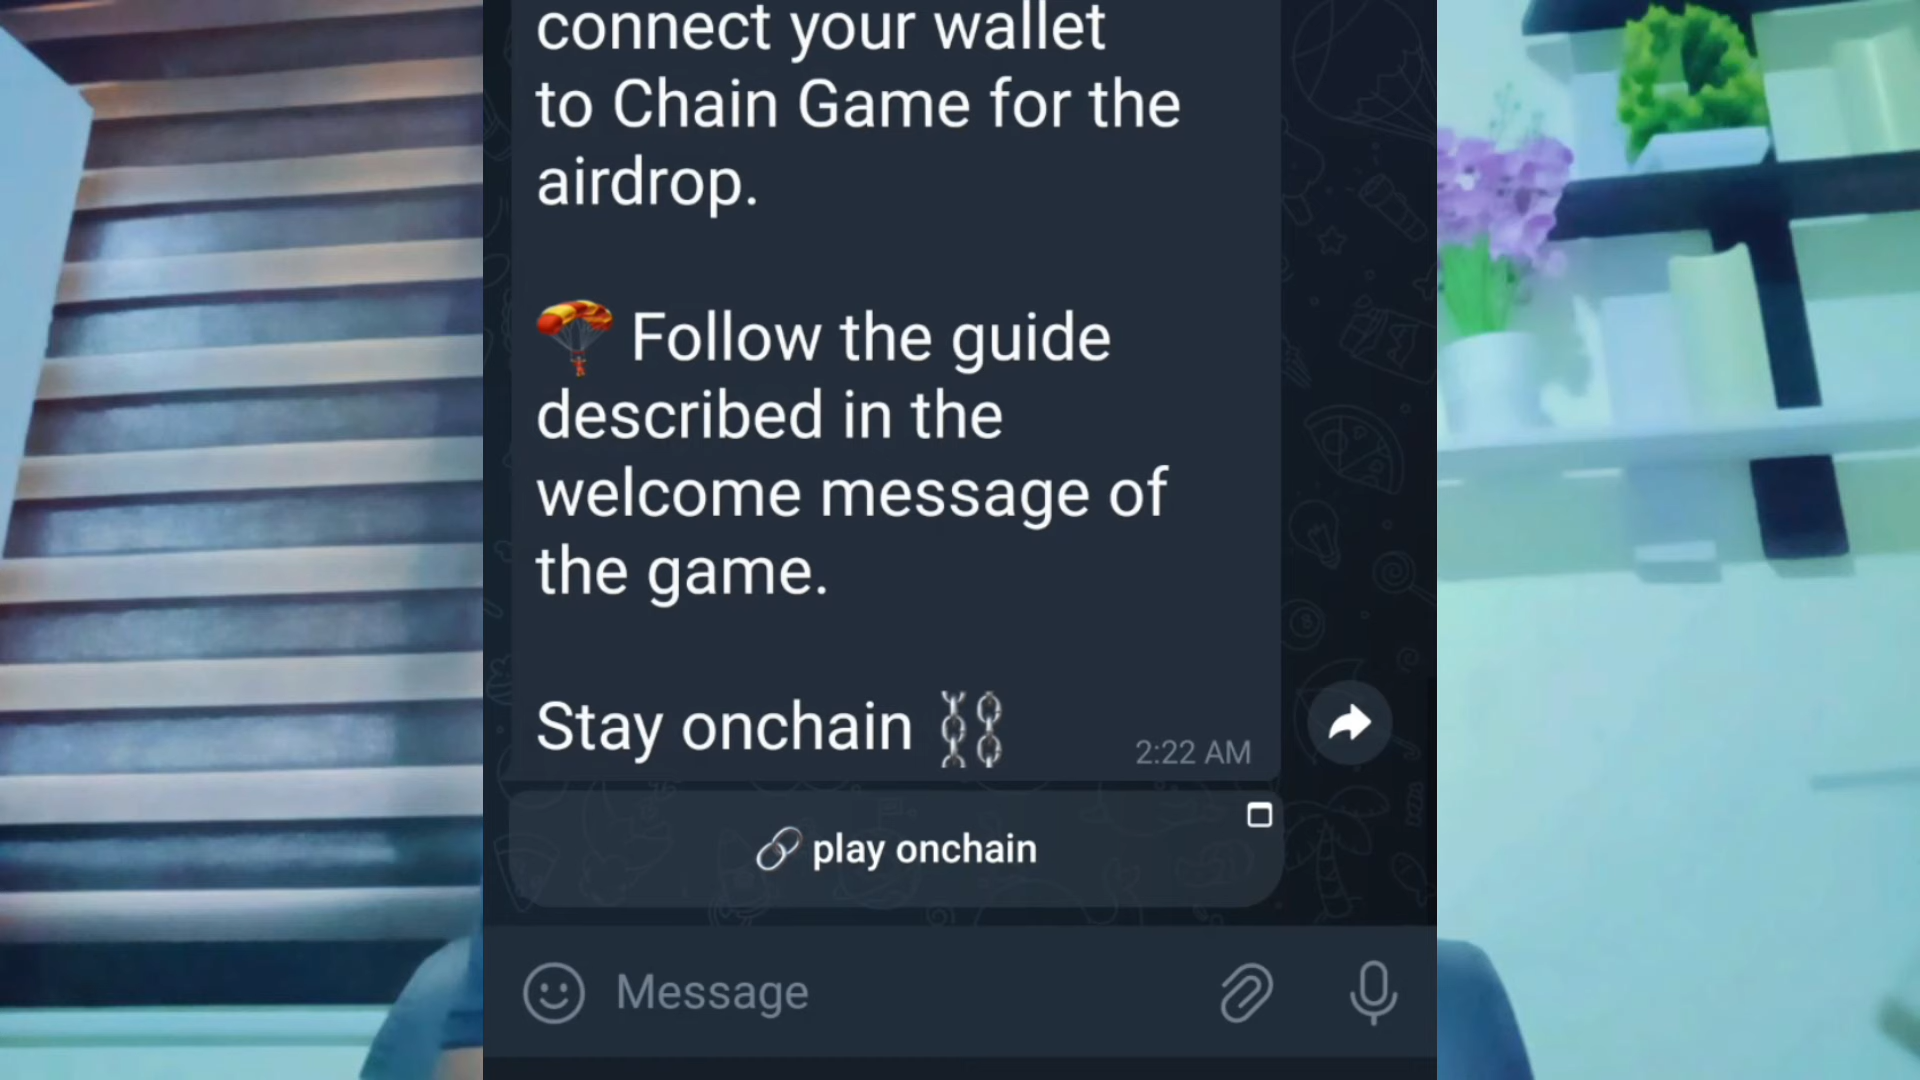 connect your wallet
to Chain Game for the
airdrop.
🪂 Follow the guide
described in the
welcome message of
the game.
Stay onchain ⛓️
2:22 AM
🔗 play onchain
Message